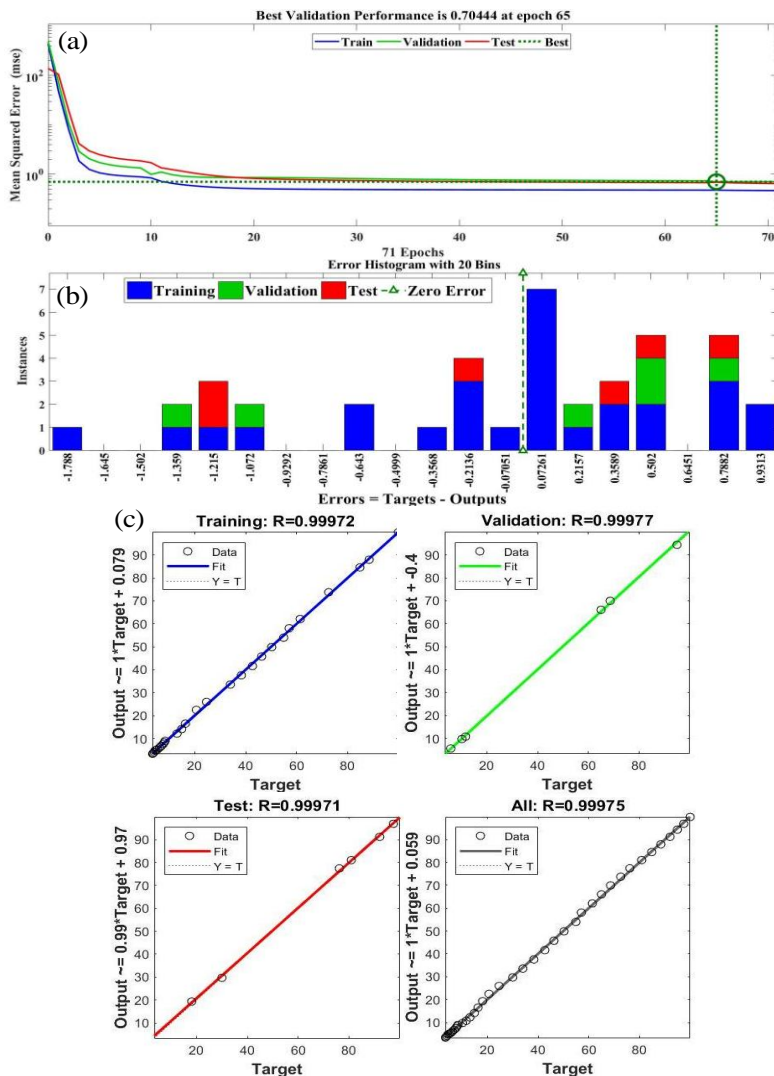 Best Validation Performance is 0.70444 at epoch 65
(a)
Train Validation Test Best
Mean Squared Error (mse)
10^2
10^0
0 10 20 30 40 50 60 70
71 Epochs
Error Histogram with 20 Bins
(b)
Training Validation Test Zero Error
Instances
7
6
5
4
3
2
1
0
-1.788 -1.645 -1.502 -1.359 -1.215 -1.072 -0.9292 -0.7861 -0.643 -0.4999 -0.3568 -0.2136 -0.07051 0.07261 0.2157 0.3589 0.502 0.6451 0.7882 0.9313
Errors = Targets - Outputs
(c)
Training: R=0.99972
Output ~= 1*Target + 0.079
90
80
70
60
50
40
30
20
10
Data
Fit
Y = T
20 40 60 80
Target
Validation: R=0.99977
Output ~= 1*Target + -0.4
90
80
70
60
50
40
30
20
10
Data
Fit
Y = T
20 40 60 80
Target
Test: R=0.99971
Output ~= 0.99*Target + 0.97
90
80
70
60
50
40
30
20
10
Data
Fit
Y = T
20 40 60 80
Target
All: R=0.99975
Output ~= 1*Target + 0.059
90
80
70
60
50
40
30
20
10
Data
Fit
Y = T
20 40 60 80
Target